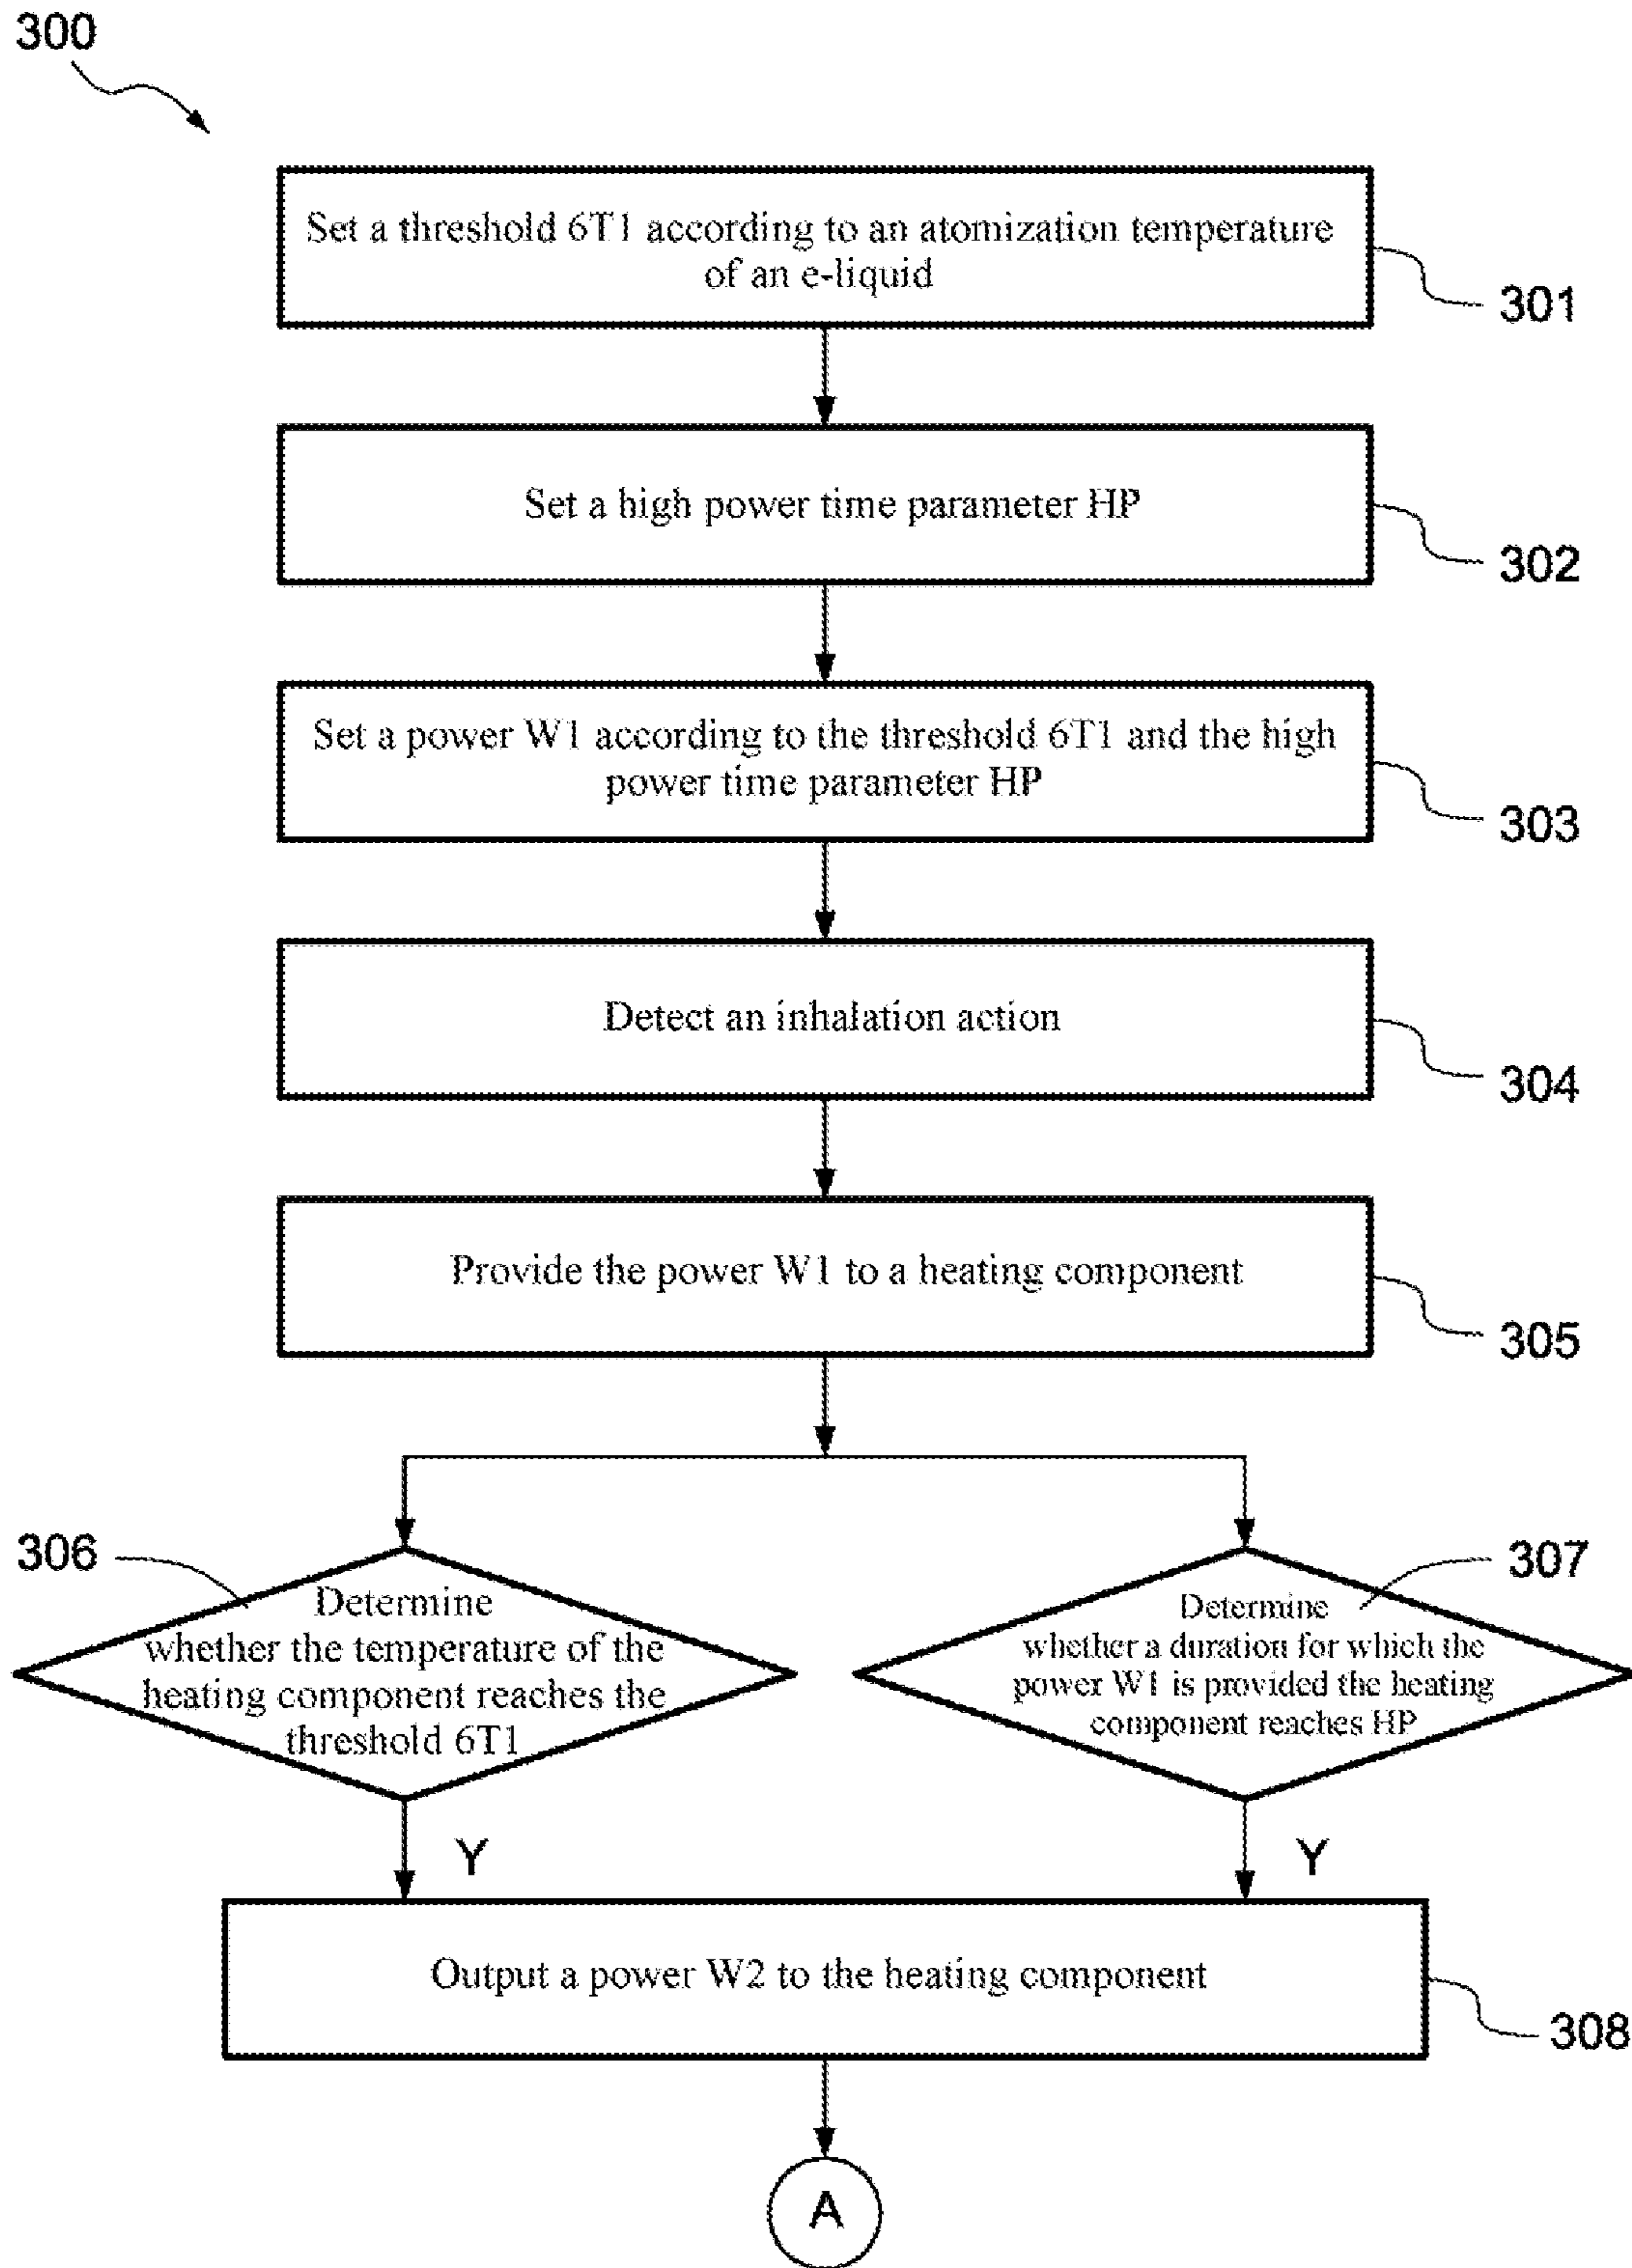 300
Set a threshold 6T1 according to an atomization temperature
of an e-liquid
301
Set a high power time parameter HP
302
Set a power W1 according to the threshold 6T1 and the high
power time parameter HP
303
Detect an inhalation action
304
Provide the power W1 to a heating component
305
306
Determine
whether the temperature of the
heating component reaches the
threshold 6T1
307
Determine
whether a duration for which the
power W1 is provided the heating
component reaches HP
Y
Y
Output a power W2 to the heating component
308
A